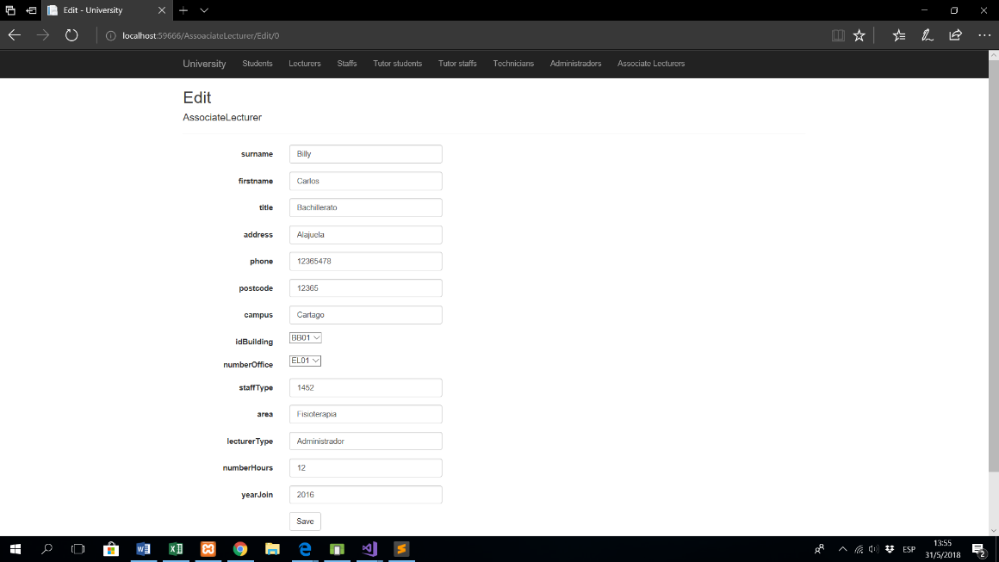 Edit - University
localhost:59666/AssoaciateLecturer/Edit/0
University Students Lecturers Staffs Tutor students Tutor staffs Technicians Administradors Associate Lecturers
Edit
AssociateLecturer
surname Billy
firstname Carlos
title Bachillerato
address Alajuela
phone 12365478
postcode 12365
campus Cartago
idBuilding BB01
numberOffice EL01
staffType 1452
area Fisioterapia
lecturerType Administrador
numberHours 12
yearJoin 2016
Save
ESP
13:55
31/5/2018
2